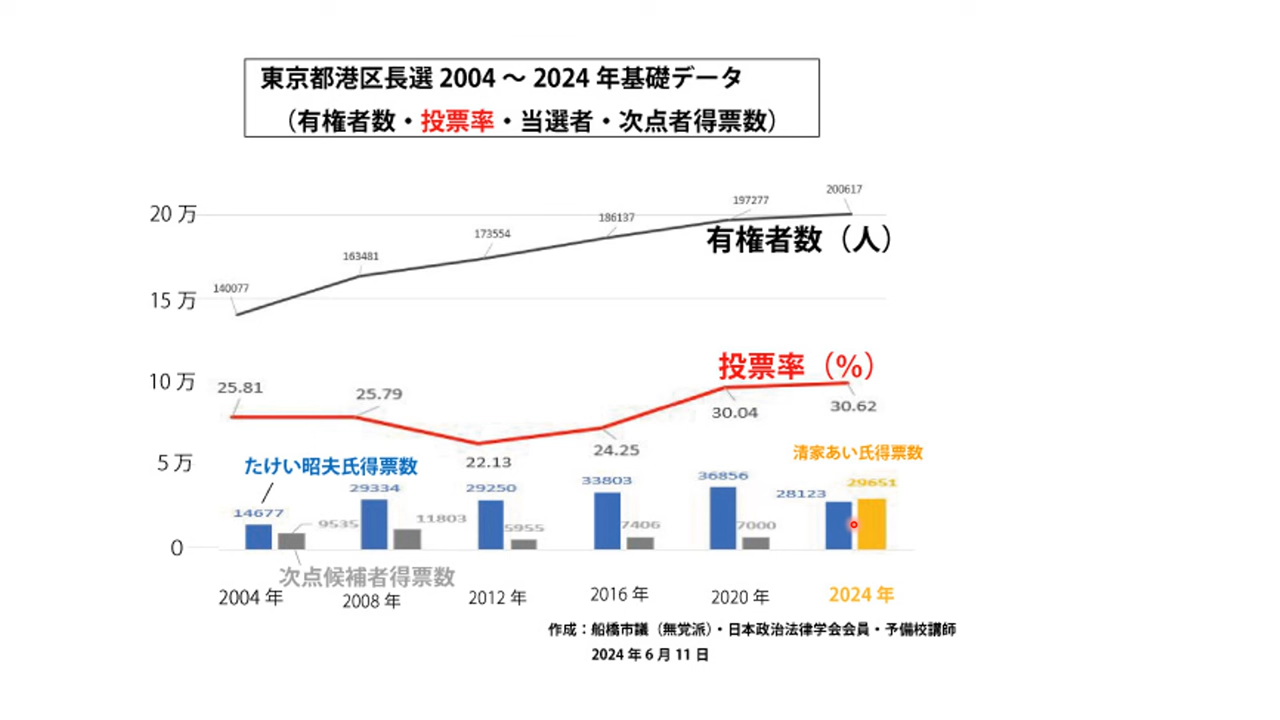 東京都港区長選 2004 ～ 2024 年基礎データ
（有権者数・投票率・当選者・次点者得票数）
200617
197277
20 万
186137
173554
有権者数（人）
163481
140077
15 万
投票率（％）
10 万
25.81
25.79
30.04
30.62
24.25
清家あい氏得票数
5 万
たけい昭夫氏得票数
22.13
36856
33803
29334
29250
28123
29651
14677
9535
11803
5955
7406
7000
0
次点候補者得票数
2004 年
2008 年
2012 年
2016 年
2020 年
2024 年
作成：船橋市議（無党派）・日本政治法律学会会員・予備校講師
2024 年 6 月 11 日